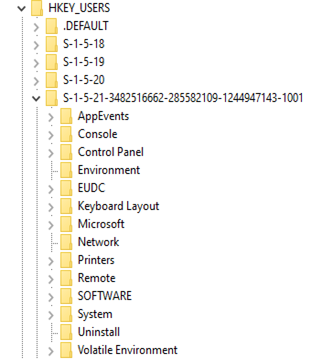 HKEY_USERS
.DEFAULT
S-1-5-18
S-1-5-19
S-1-5-20
S-1-5-21-3482516662-285582109-1244947143-1001
AppEvents
Console
Control Panel
Environment
EUDC
Keyboard Layout
Microsoft
Network
Printers
Remote
SOFTWARE
System
Uninstall
Volatile Environment